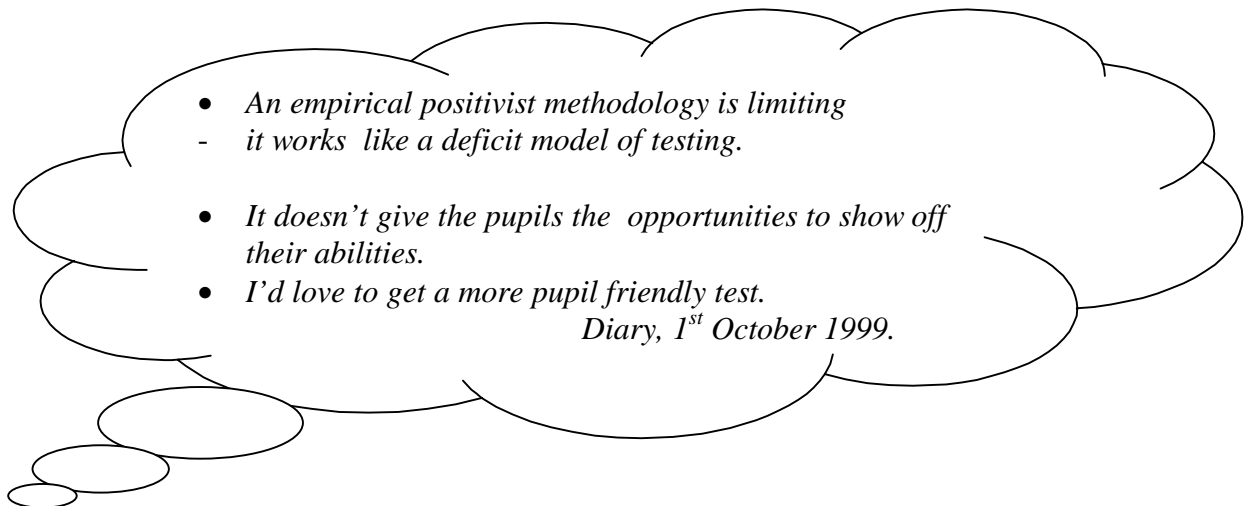 • An empirical positivist methodology is limiting
- it works like a deficit model of testing.
• It doesn't give the pupils the opportunities to show off
their abilities.
• I'd love to get a more pupil friendly test.
Diary, 1st October 1999.